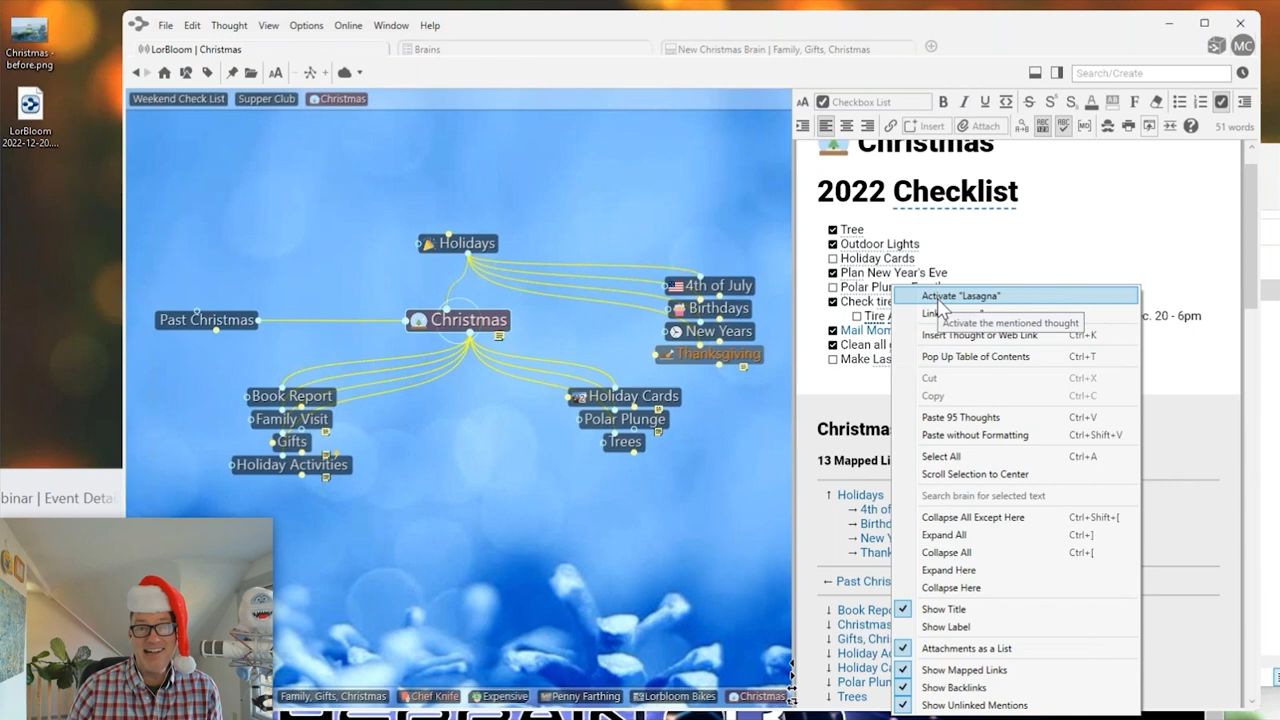 Christmas -
before.png
LorBloom
2022-12-20....
File Edit Thought View Options Online Window Help
LorBloom | Christmas
Brains
New Christmas Brain | Family, Gifts, Christmas
MC
Search/Create
Weekend Check List
Supper Club
Christmas
Checkbox List
Insert
Attach
51 words
Holidays
4th of July
Birthdays
New Years
Thanksgiving
Past Christmas
Christmas
Book Report
Family Visit
Gifts
Holiday Activities
Holiday Cards
Polar Plunge
Trees
Christmas
2022 Checklist
Tree
Outdoor Lights
Holiday Cards
Plan New Year's Eve
Polar Plun
Check tire
Tire
c. 20 - 6pm
Mail Mom
Clean all g
Make Las
Activate "Lasagna"
Link
Activate the mentioned thought
Insert Thought or Web Link Ctrl+K
Pop Up Table of Contents Ctrl+T
Cut Ctrl+X
Copy Ctrl+C
Paste 95 Thoughts Ctrl+V
Paste without Formatting Ctrl+Shift+V
Select All Ctrl+A
Scroll Selection to Center
Search brain for selected text
Collapse All Except Here Ctrl+Shift+[
Expand All Ctrl+]
Collapse All Ctrl+[
Expand Here
Collapse Here
Show Title
Show Label
Attachments as a List
Show Mapped Links
Show Backlinks
Show Unlinked Mentions
Christmas
13 Mapped Li
↑ Holidays
→ 4th of
→ Birthd
→ New Y
→ Thank
← Past Chris
↓ Book Repo
↓ Christmas
↓ Gifts, Chri
↓ Holiday Ac
↓ Holiday Ca
↓ Polar Plun
↓ Trees
binar | Event Detai
Family, Gifts, Christmas
Chef Knife
Expensive
Penny Farthing
Lorbloom Bikes
Christmas